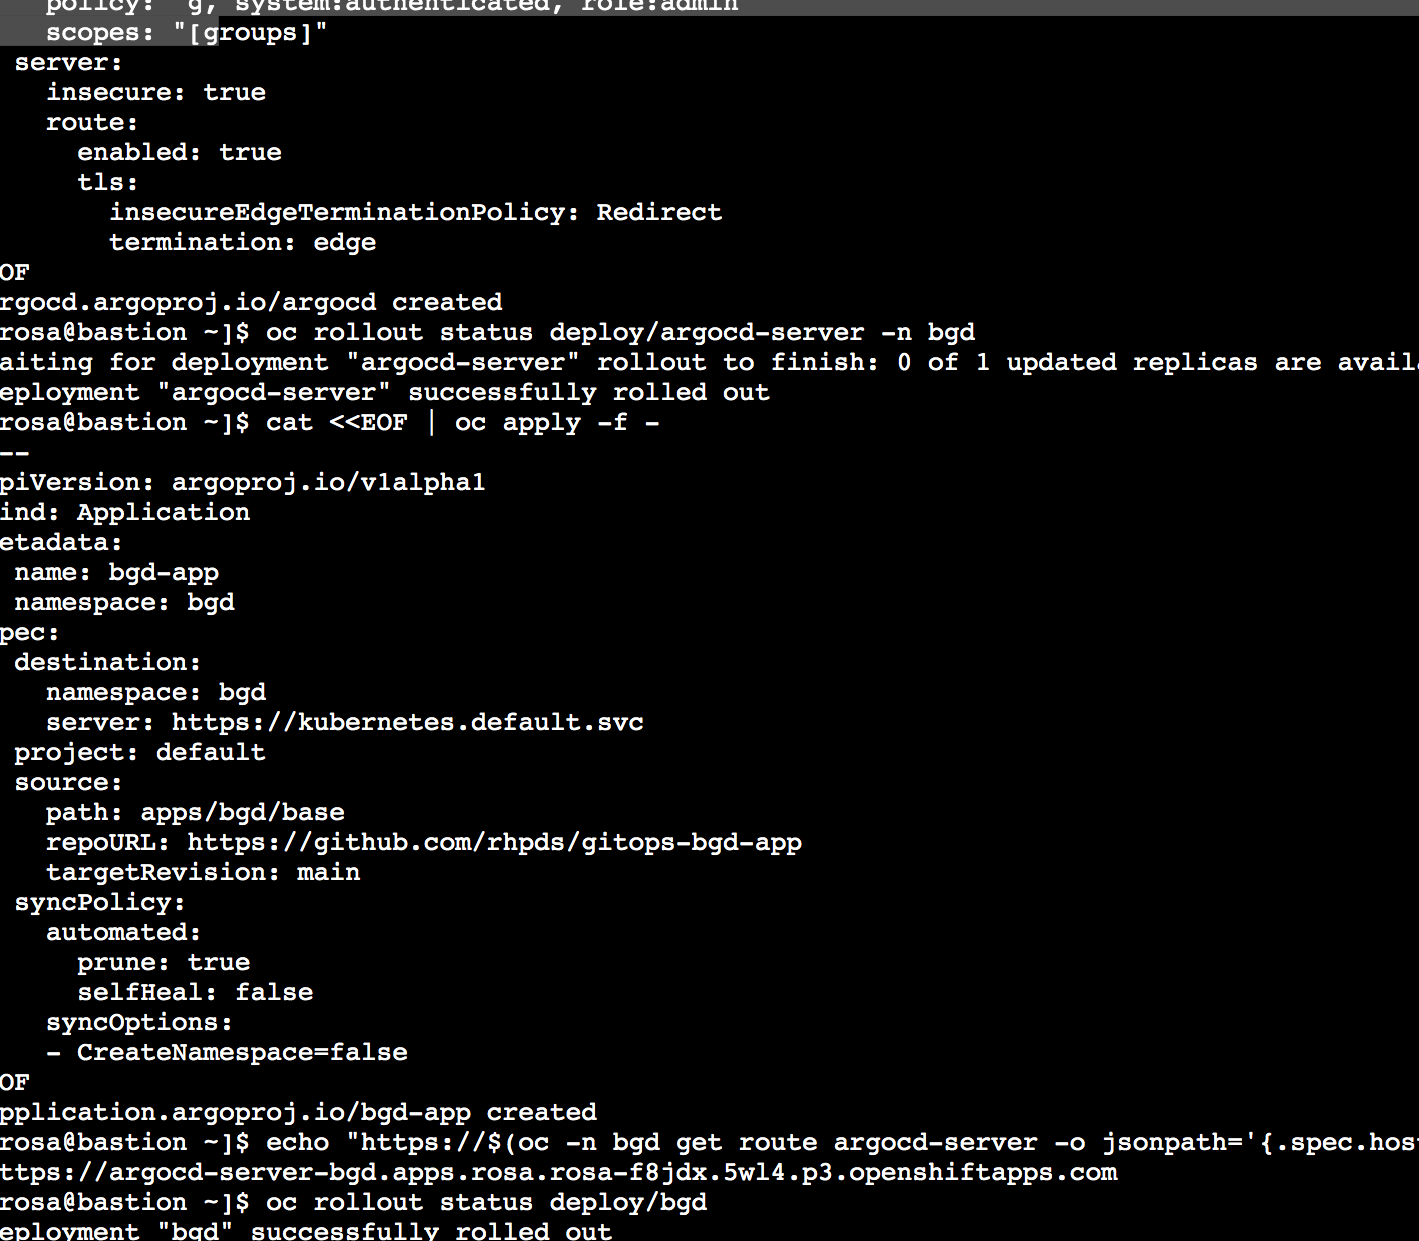 policy: "g, system:authenticated, role:admin
scopes: "[groups]"
server:
insecure: true
route:
enabled: true
tls:
insecureEdgeTerminationPolicy: Redirect
termination: edge
OF
rgocd.argoproj.io/argocd created
rosa@bastion ~]$ oc rollout status deploy/argocd-server -n bgd
aiting for deployment "argocd-server" rollout to finish: 0 of 1 updated replicas are avail
eployment "argocd-server" successfully rolled out
rosa@bastion ~]$ cat <<EOF | oc apply -f -
--
piVersion: argoproj.io/v1alpha1
ind: Application
etadata:
name: bgd-app
namespace: bgd
pec:
destination:
namespace: bgd
server: https://kubernetes.default.svc
project: default
source:
path: apps/bgd/base
repoURL: https://github.com/rhpds/gitops-bgd-app
targetRevision: main
syncPolicy:
automated:
prune: true
selfHeal: false
syncOptions:
- CreateNamespace=false
OF
pplication.argoproj.io/bgd-app created
rosa@bastion ~]$ echo "https://$(oc -n bgd get route argocd-server -o jsonpath='{.spec.hos
ttps://argocd-server-bgd.apps.rosa.rosa-f8jdx.5wl4.p3.openshiftapps.com
rosa@bastion ~]$ oc rollout status deploy/bgd
eployment "bgd" successfully rolled out